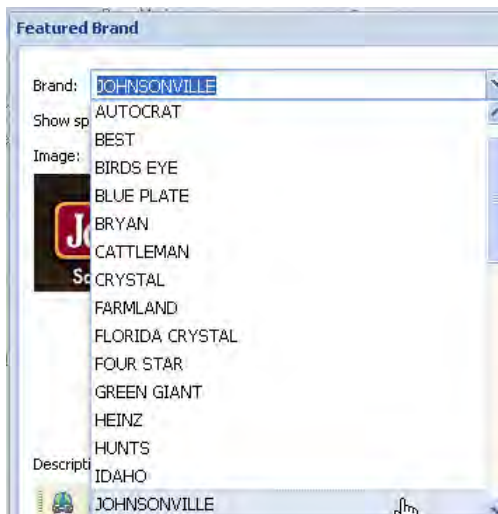 Featured Brand
Brand: JOHNSONVILLE
Show sp
AUTOCRAT
BEST
Image:
BIRDS EYE
BLUE PLATE
BRYAN
CATTLEMAN
CRYSTAL
FARMLAND
FLORIDA CRYSTAL
FOUR STAR
GREEN GIANT
HEINZ
HUNTS
Descripti
IDAHO
JOHNSONVILLE